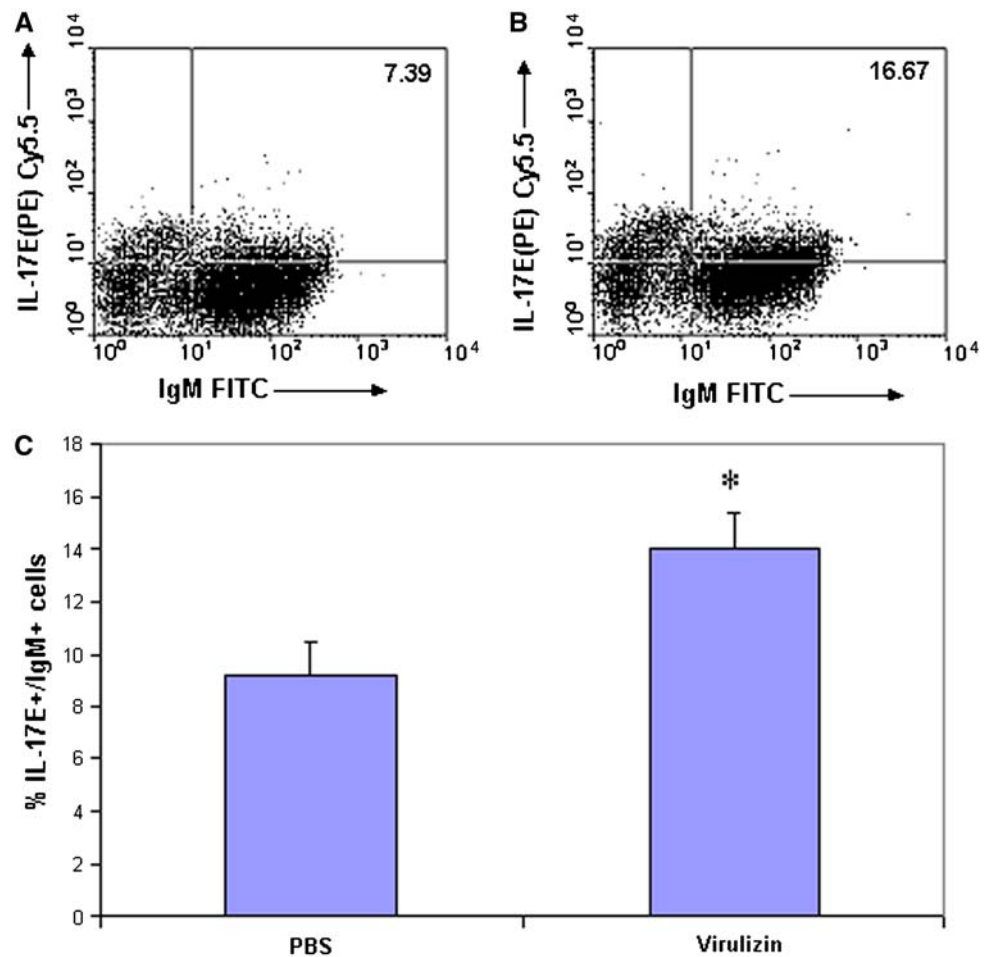 A
IL-17E(PE) Cy5.5
10⁴
10³
10²
10¹
10⁰
7.39
10⁰ 10¹ 10² 10³ 10⁴
IgM FITC
B
IL-17E(PE) Cy5.5
10⁴
10³
10²
10¹
10⁰
16.67
10⁰ 10¹ 10² 10³ 10⁴
IgM FITC
C
% IL-17E+/IgM+ cells
18
16
14
12
10
8
6
4
2
0
*
PBS
Virulizin